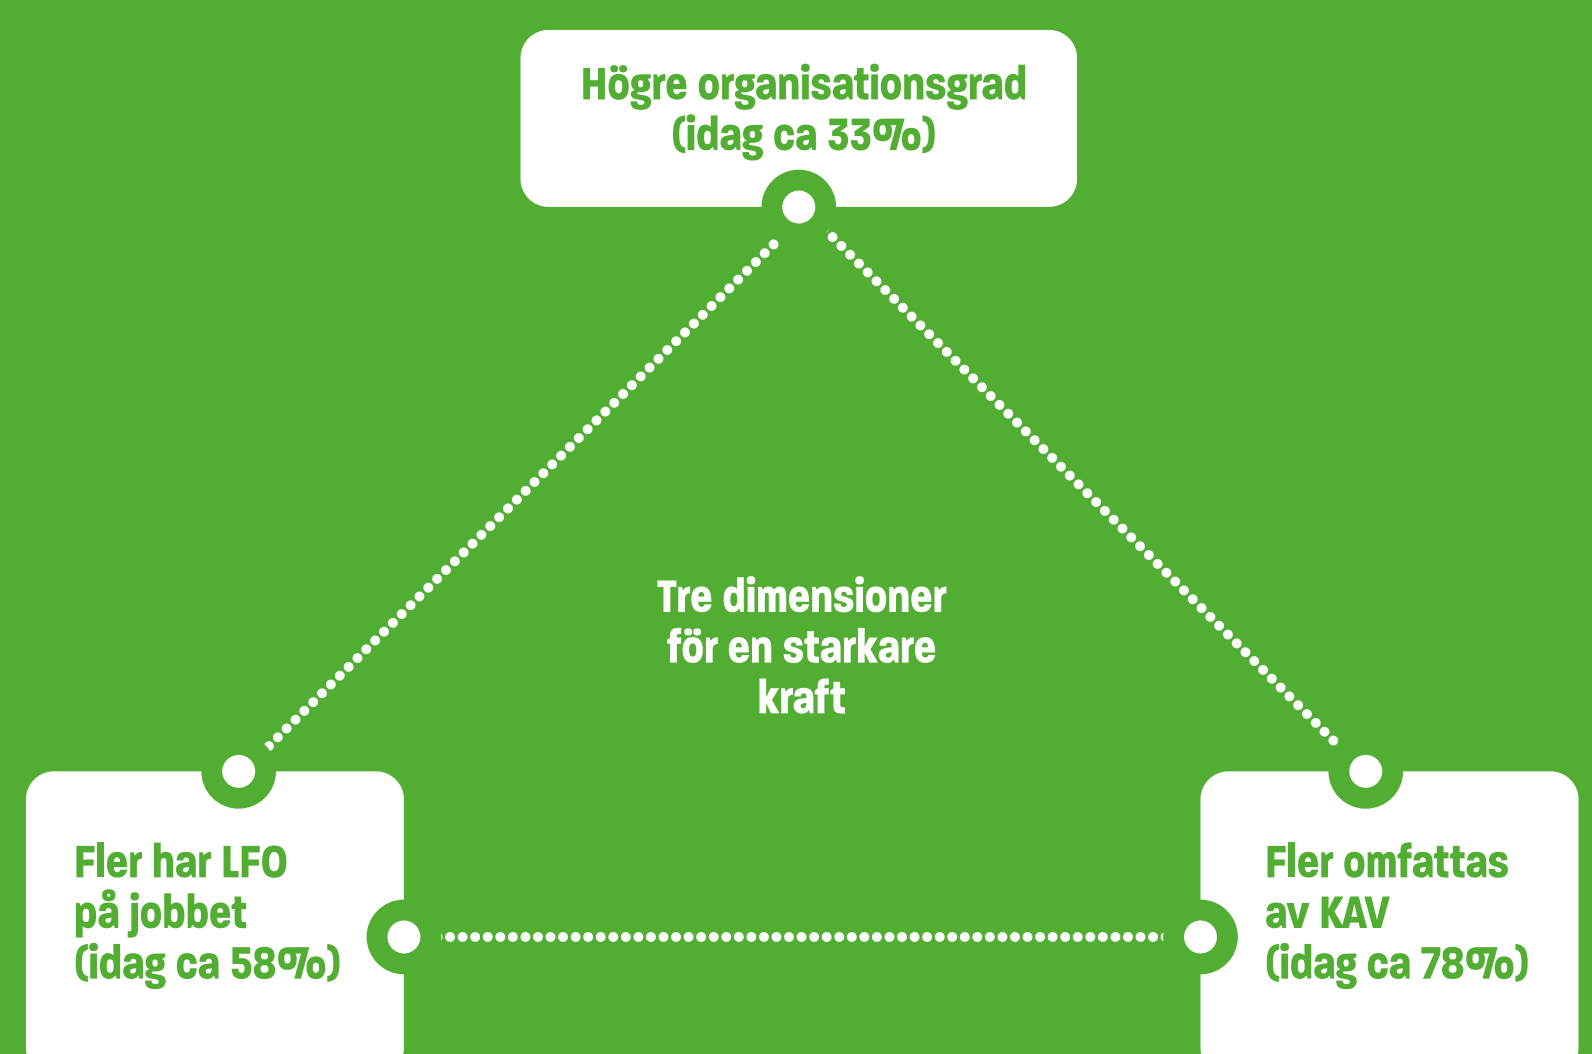 Högre organisationsgrad
(idag ca 33%)
Tre dimensioner
för en starkare
kraft
Fler har LFO
på jobbet
(idag ca 58%)
Fler omfattas
av KAV
(idag ca 78%)